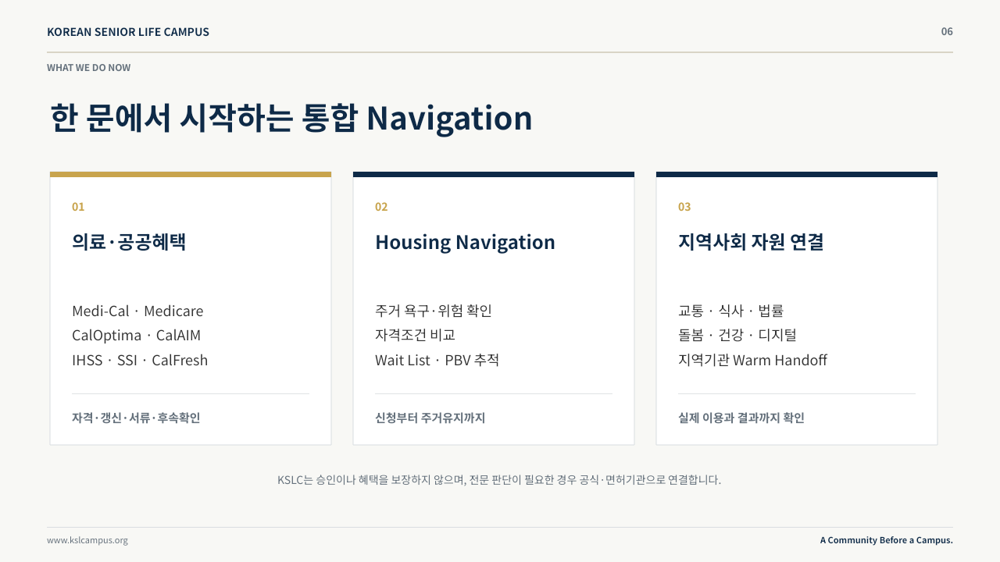 KOREAN SENIOR LIFE CAMPUS
06
WHAT WE DO NOW
한 문에서 시작하는 통합 Navigation
01
의료·공공혜택
Medi-Cal · Medicare
CalOptima · CalAIM
IHSS · SSI · CalFresh
자격·갱신·서류·후속확인
02
Housing Navigation
주거 욕구·위험 확인
자격조건 비교
Wait List · PBV 추적
신청부터 주거유지까지
03
지역사회 자원 연결
교통 · 식사 · 법률
돌봄 · 건강 · 디지털
지역기관 Warm Handoff
실제 이용과 결과까지 확인
KSLC는 승인이나 혜택을 보장하지 않으며, 전문 판단이 필요한 경우 공식·면허기관으로 연결합니다.
www.kslcampus.org
A Community Before a Campus.